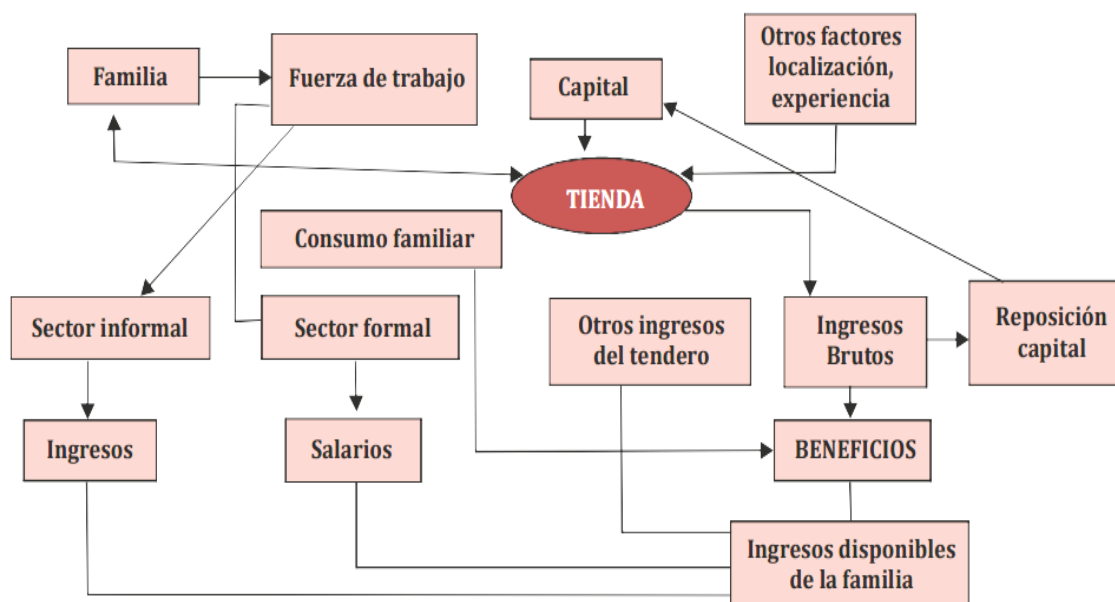 Familia
Fuerza de trabajo
Capital
Otros factores
localización,
experiencia
TIENDA
Consumo familiar
Sector informal
Sector formal
Otros ingresos
del tendero
Ingresos
Brutos
Reposición
capital
Ingresos
Salarios
BENEFICIOS
Ingresos disponibles
de la familia